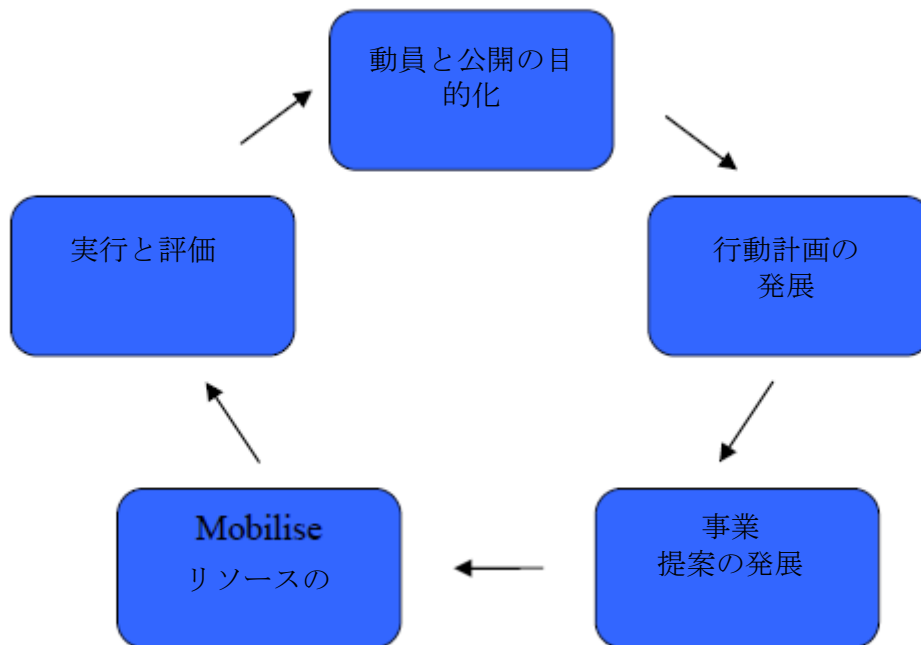 動員と公開の目
的化
行動計画の
発展
事業
提案の発展
Mobilise
リソースの
実行と評価